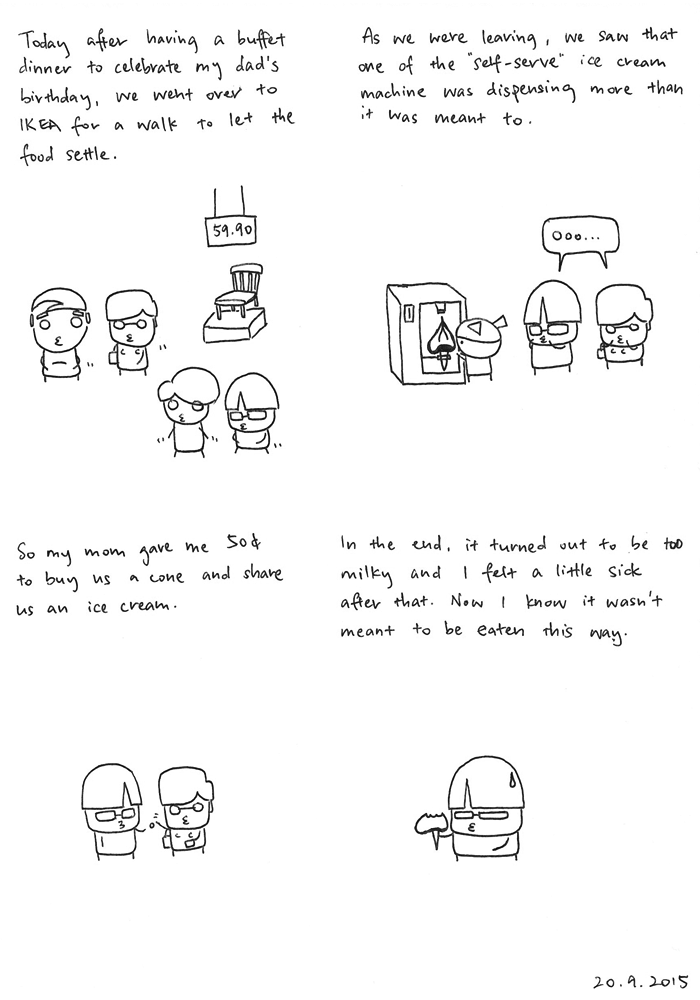 Today after having a buffet
dinner to celebrate my dad's
birthday, we went over to
IKEA for a walk to let the
food settle.
59.90
As we were leaving, we saw that
one of the "self-serve" ice cream
machine was dispensing more than
it was meant to.
Ooo...
So my mom gave me 50¢
to buy us a cone and share
us an ice cream.
In the end, it turned out to be too
milky and I felt a little sick
after that. Now I know it wasn't
meant to be eaten this way.
20.9.2015